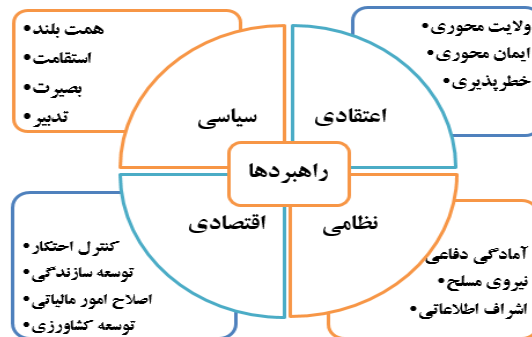 ولایت محوری•
ایمان محوری•
خطرپذیری•
همت بلند•
استقامت•
بصیرت•
تدبیر•
اعتقادی
سیاسی
راهبردها
نظامی
اقتصادی
آمادگی دفاعی
نیروی مسلح•
اشراف اطلاعاتی•
کنترل احتکار•
توسعه سازندگی•
اصلاح امور مالیاتی•
توسعه کشاورزی•